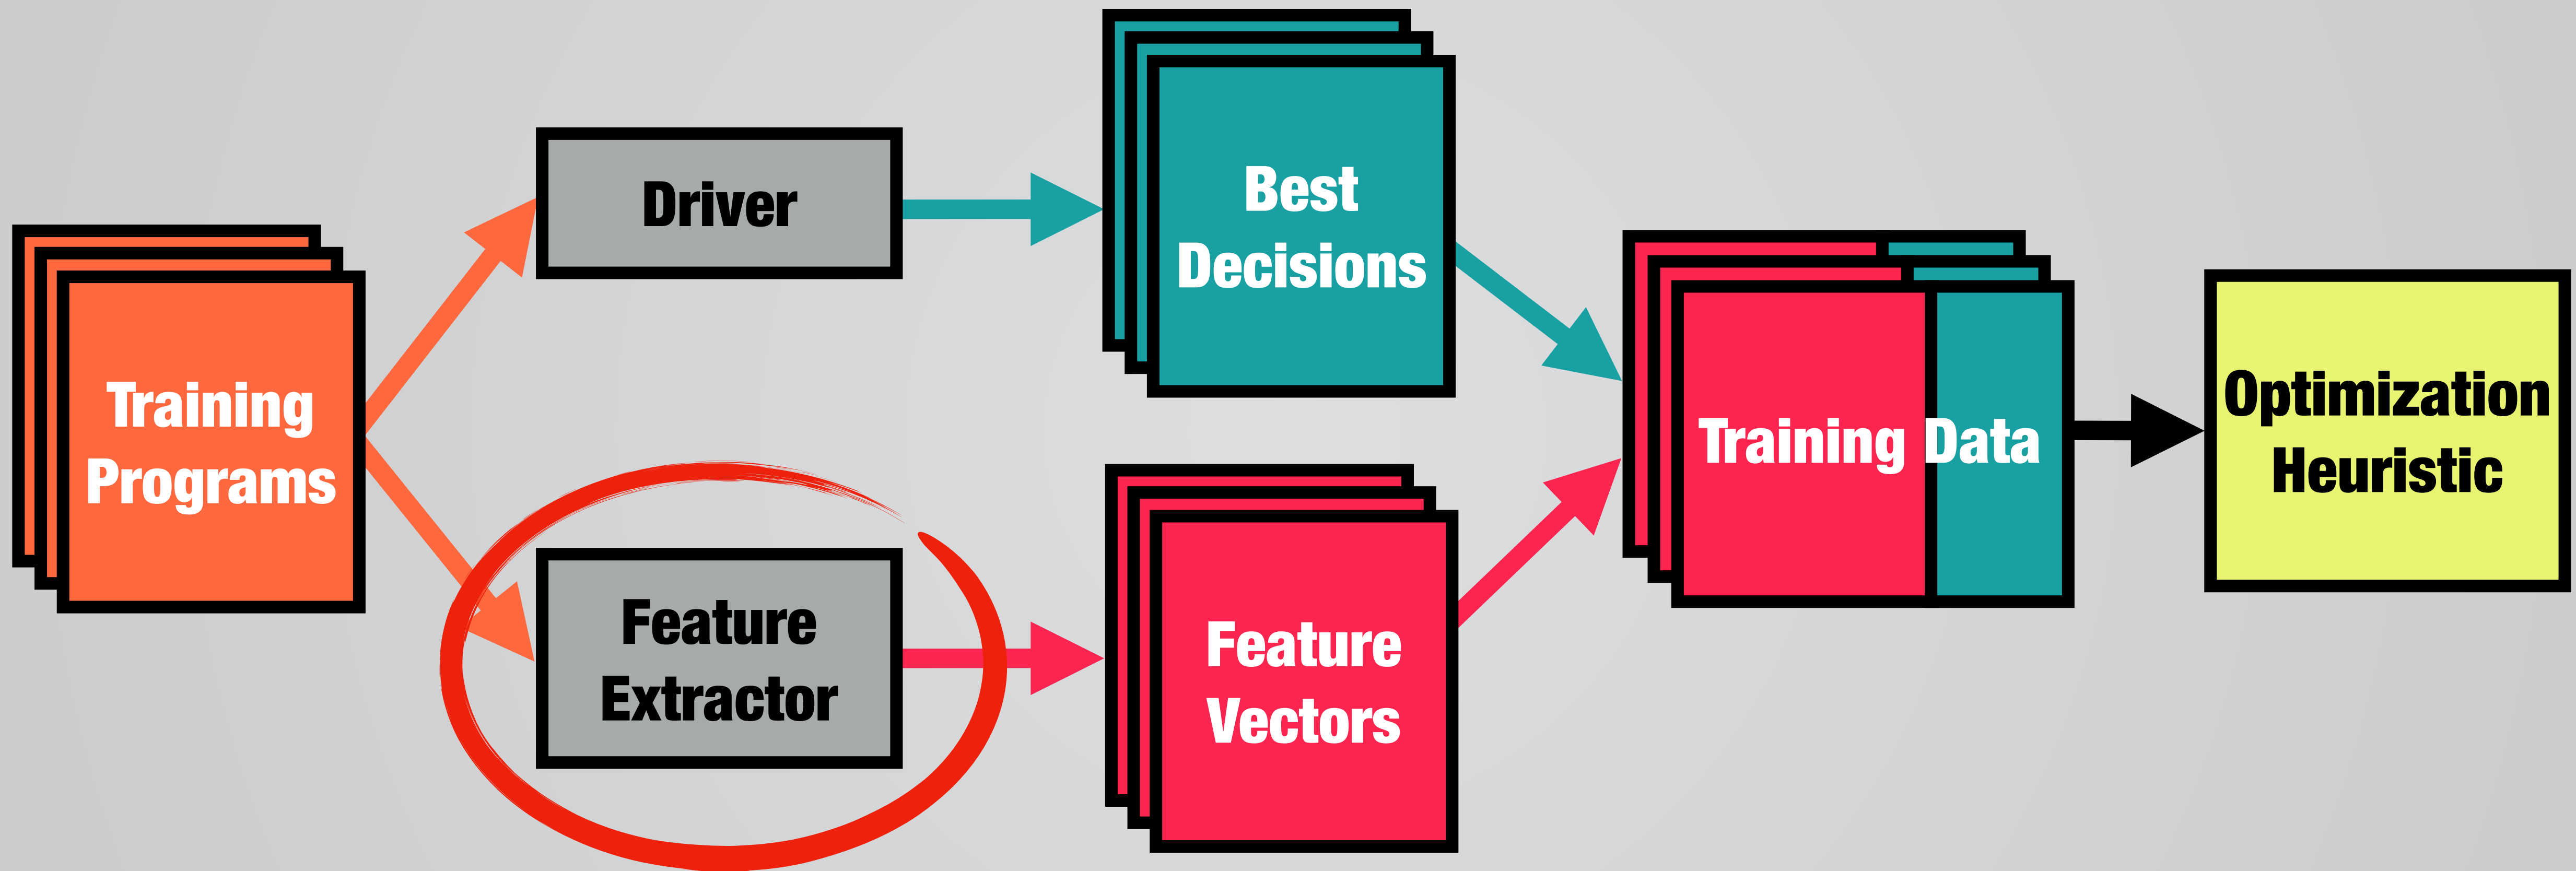 Training
Programs
Driver
Feature
Extractor
Best
Decisions
Feature
Vectors
Training Data
Optimization
Heuristic